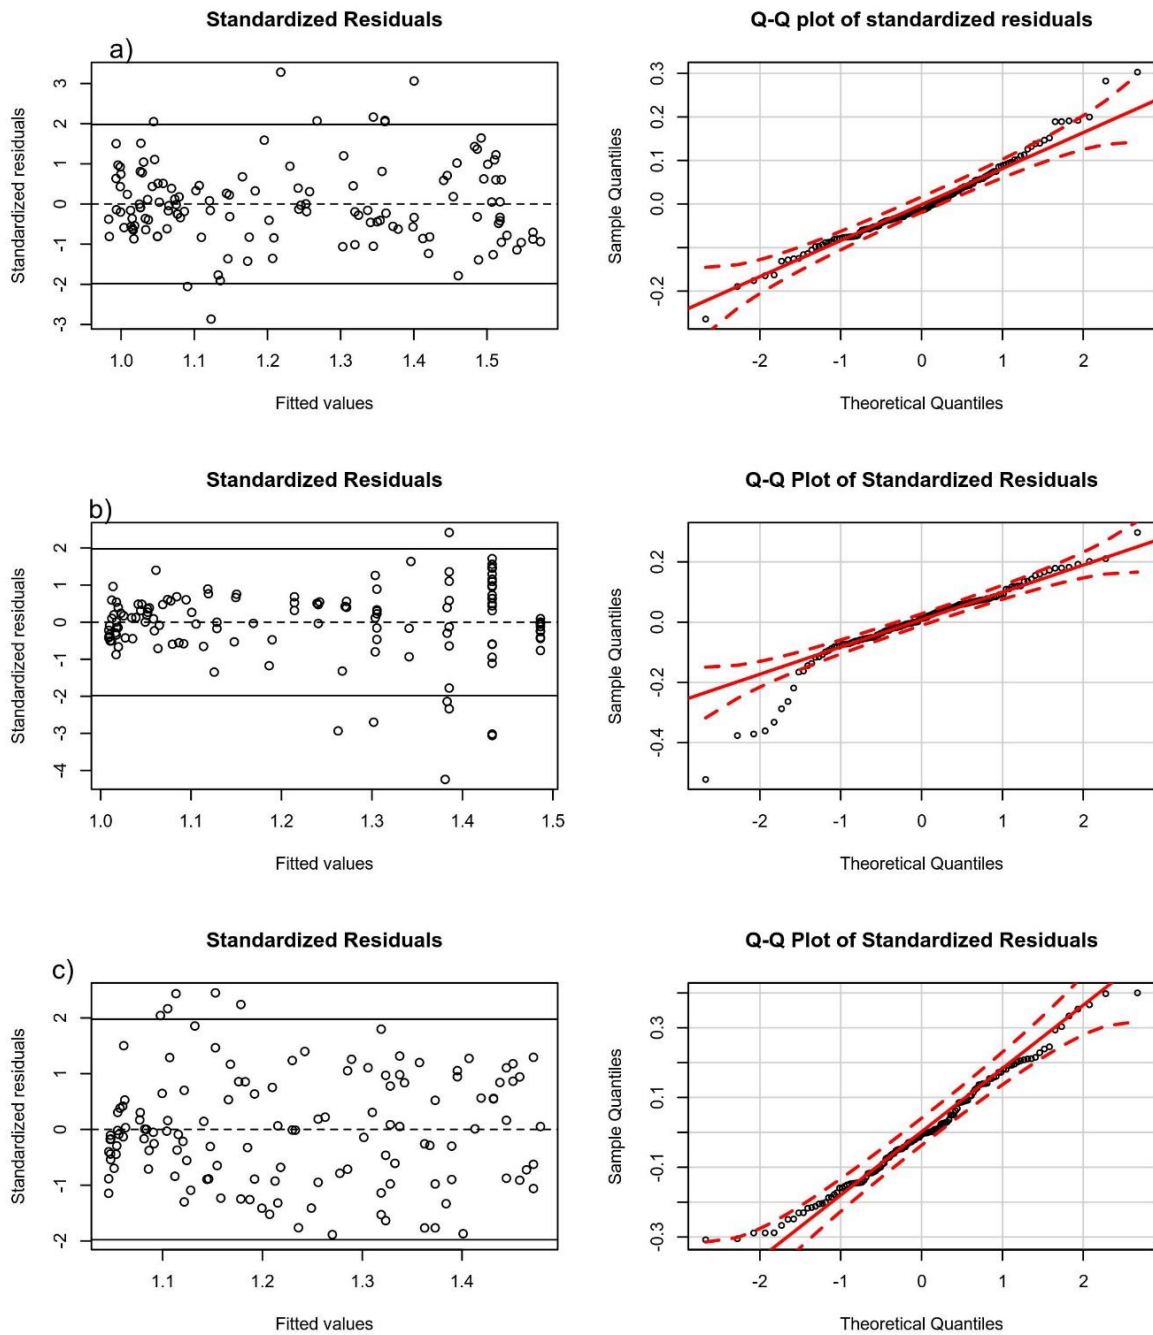 Standardized Residuals
Q-Q plot of standardized residuals
a)
Standardized residuals
3
2
1
0
-1
-2
-3
1.0 1.1 1.2 1.3 1.4 1.5
Fitted values
Sample Quantiles
0.3
0.2
0.1
0.0
-0.2
-2 -1 0 1 2
Theoretical Quantiles
Standardized Residuals
Q-Q Plot of Standardized Residuals
b)
Standardized residuals
2
1
0
-1
-2
-3
-4
1.0 1.1 1.2 1.3 1.4 1.5
Fitted values
Sample Quantiles
0.2
0.0
-0.2
-0.4
-2 -1 0 1 2
Theoretical Quantiles
Standardized Residuals
Q-Q Plot of Standardized Residuals
c)
Standardized residuals
2
1
0
-1
-2
1.1 1.2 1.3 1.4
Fitted values
Sample Quantiles
0.3
0.1
-0.1
-0.3
-2 -1 0 1 2
Theoretical Quantiles